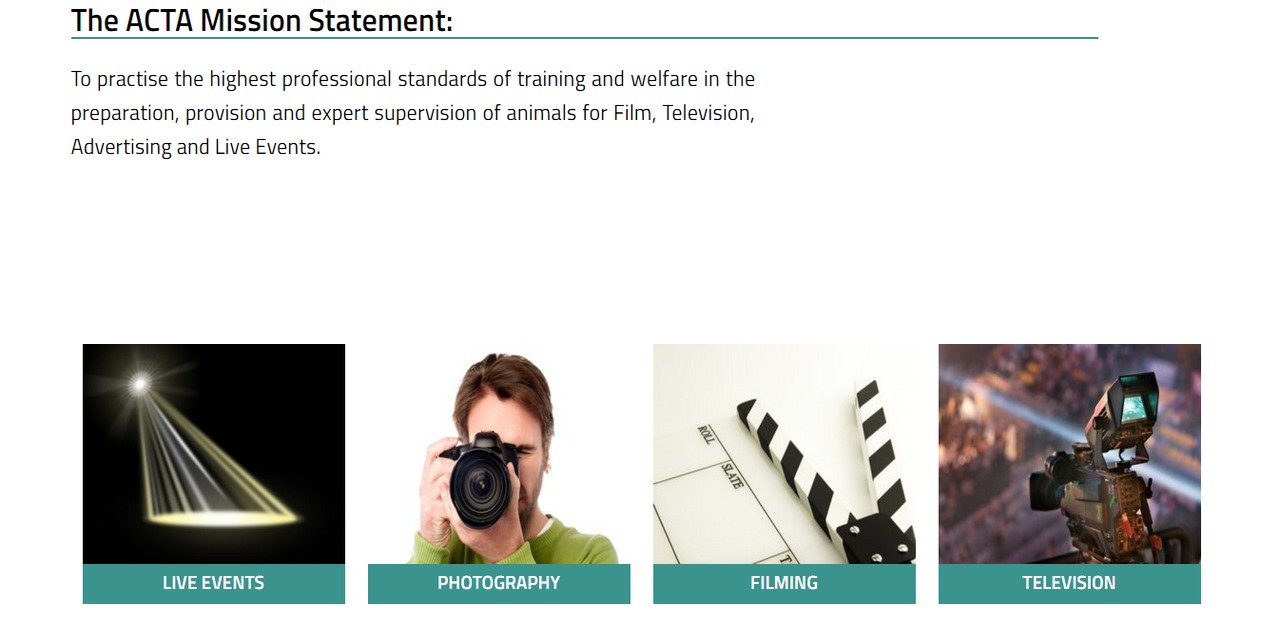 The ACTA Mission Statement:
To practise the highest professional standards of training and welfare in the
preparation, provision and expert supervision of animals for Film, Television,
Advertising and Live Events.
ROLL
SLATE
T
LIVE EVENTS
PHOTOGRAPHY
FILMING
TELEVISION